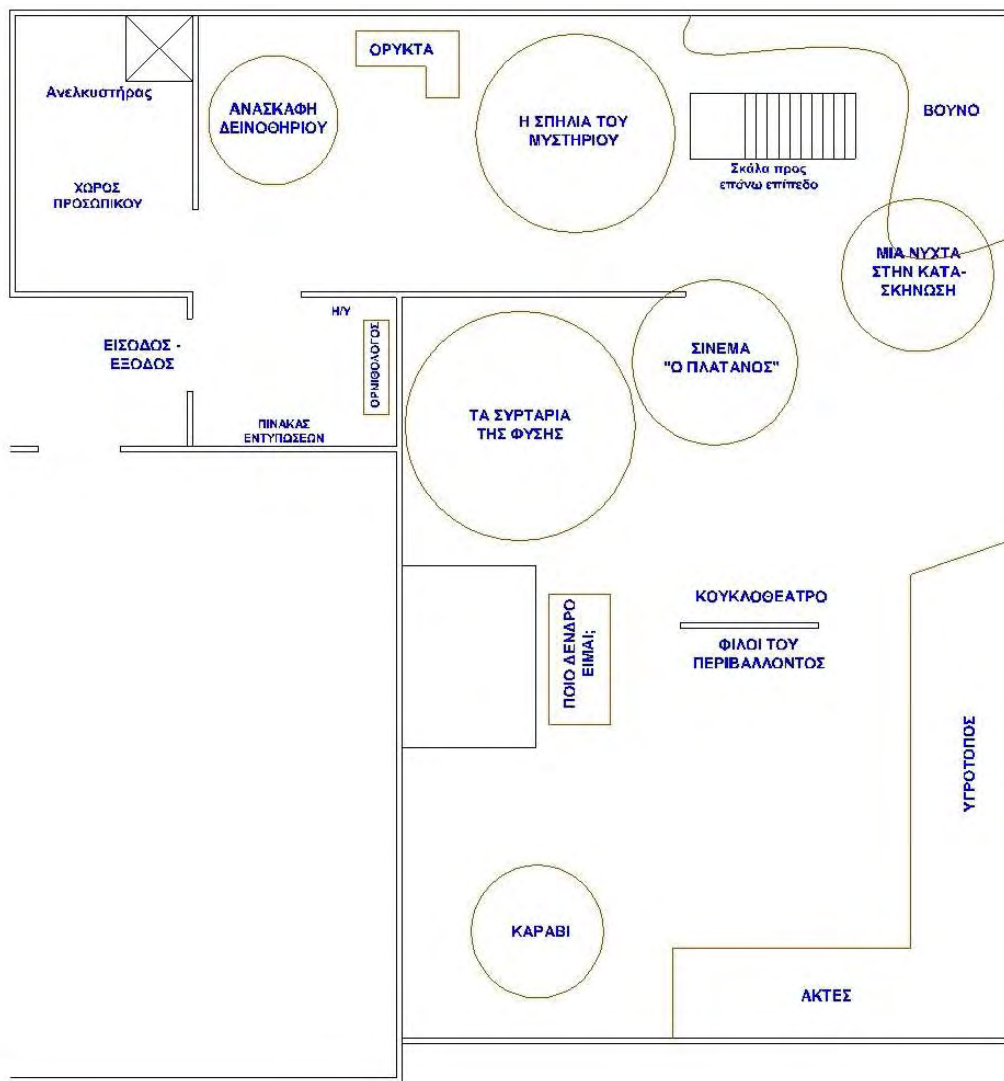 ΟΡΥΚΤΑ
Ανελκυστήρας
ΑΝΑΣΚΑΦΗ
ΔΕΙΝΟΘΗΡΙΟΥ
Η ΣΠΗΛΙΑ ΤΟΥ
ΜΥΣΤΗΡΙΟΥ
ΒΟΥΝΟ
Σκάλα προς
επάνω επίπεδο
ΧΩΡΟΣ
ΠΡΟΣΩΠΙΚΟΥ
ΜΙΑ ΝΥΧΤΑ
ΣΤΗΝ ΚΑΤΑ-
ΣΚΗΝΩΣΗ
Η/Υ
ΕΙΣΟΔΟΣ -
ΕΞΟΔΟΣ
ΟΡΝΙΘΟΛΟΓΟΣ
ΣΙΝΕΜΑ
"Ο ΠΛΑΤΑΝΟΣ"
ΠΙΝΑΚΑΣ
ΕΝΤΥΠΩΣΕΩΝ
ΤΑ ΣΥΡΤΑΡΙΑ
ΤΗΣ ΦΥΣΗΣ
ΠΟΙΟ ΔΕΝΔΡΟ
ΕΙΜΑΙ;
ΚΟΥΚΛΟΘΕΑΤΡΟ
ΦΙΛΟΙ ΤΟΥ
ΠΕΡΙΒΑΛΛΟΝΤΟΣ
ΥΓΡΟΤΟΠΟΣ
ΚΑΡΑΒΙ
ΑΚΤΕΣ